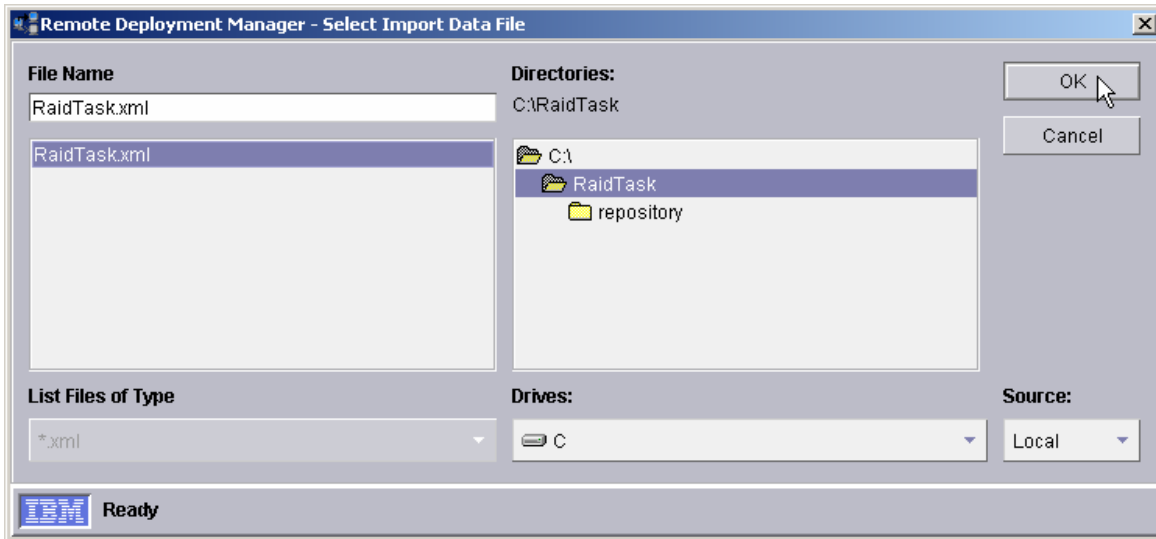 Remote Deployment Manager - Select Import Data File
File Name
RaidTask.xml
RaidTask.xml
List Files of Type
*.xml
Directories:
C:\RaidTask
C:\
RaidTask
repository
Drives:
C
OK
Cancel
Source:
Local
IBM Ready